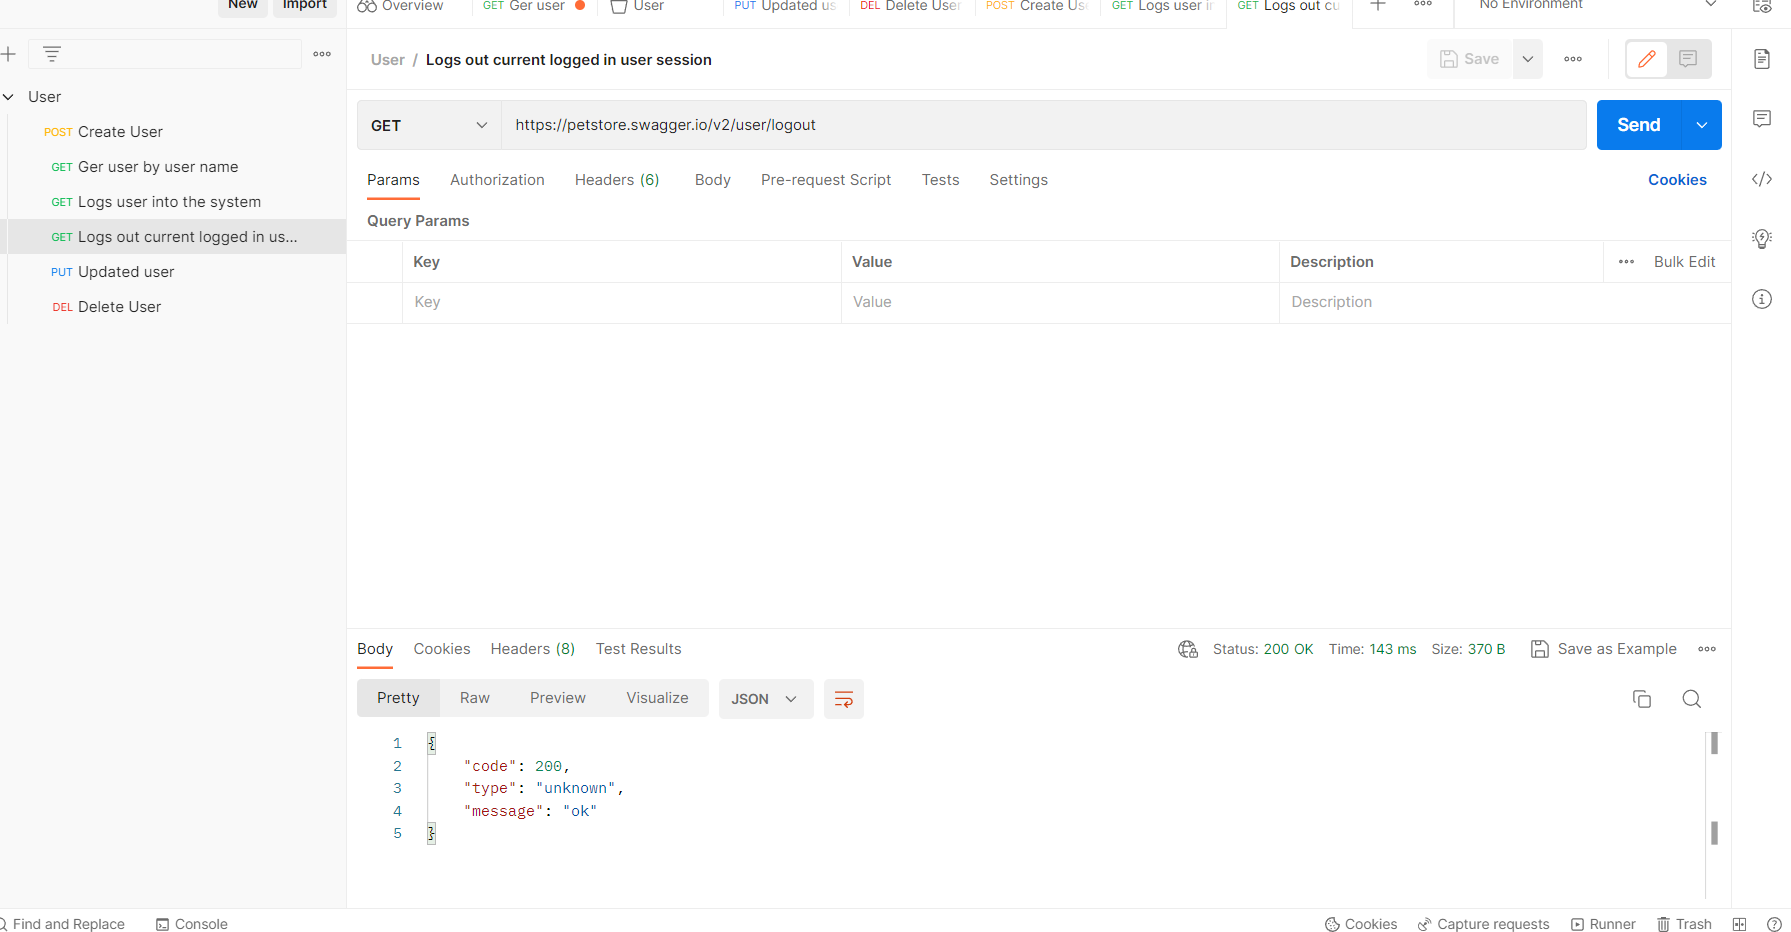 New Import Overview GET Ger user User PUT Updated us DEL Delete User POST Create Us GET Logs user in GET Logs out cu No Environment
User / Logs out current logged in user session Save
User
GET https://petstore.swagger.io/v2/user/logout Send
POST Create User
GET Ger user by user name
GET Logs user into the system
GET Logs out current logged in us...
PUT Updated user
DEL Delete User
Params Authorization Headers (6) Body Pre-request Script Tests Settings Cookies
Query Params
Key Value Description Bulk Edit
Key Value Description
Body Cookies Headers (8) Test Results Status: 200 OK Time: 143 ms Size: 370 B Save as Example
Pretty Raw Preview Visualize JSON
1 {
2 "code": 200,
3 "type": "unknown",
4 "message": "ok"
5 }
Find and Replace Console Cookies Capture requests Runner Trash